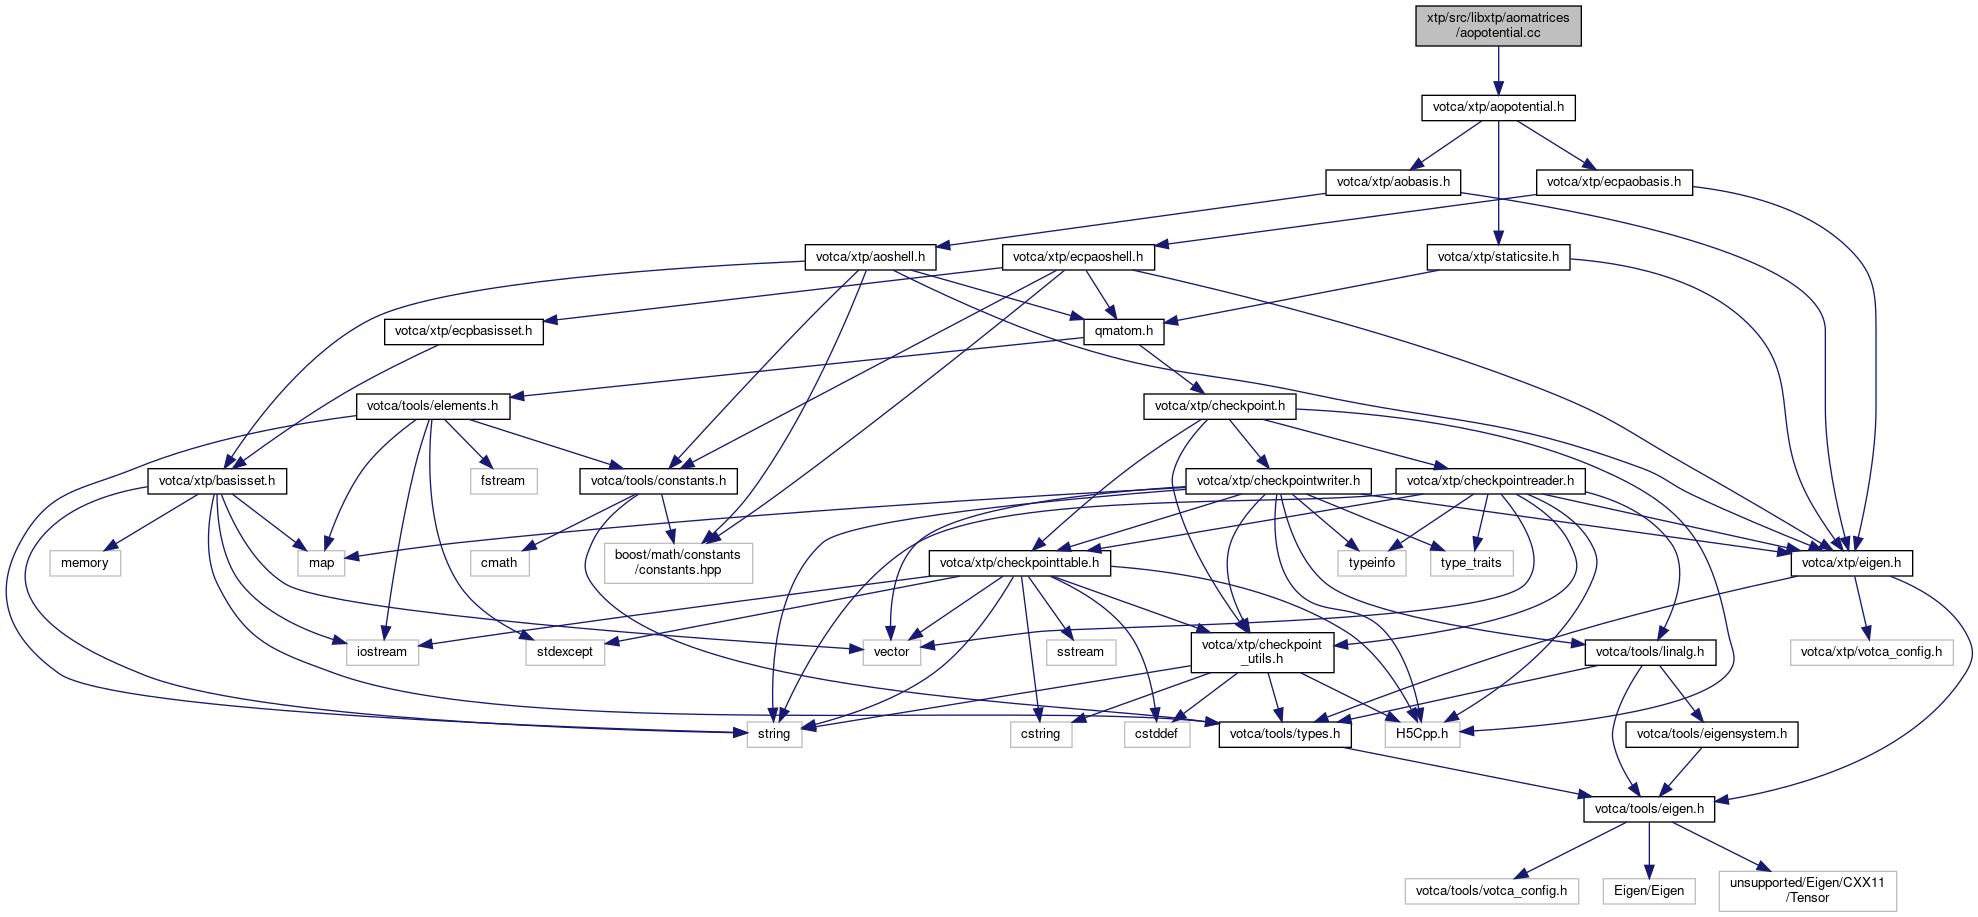 xtp/src/libxtp/aomatrices
/aopotential.cc
votca/xtp/aopotential.h
votca/xtp/aobasis.h
votca/xtp/ecpaobasis.h
votca/xtp/aoshell.h
votca/xtp/ecpaoshell.h
votca/xtp/staticsite.h
votca/xtp/ecpbasisset.h
qmatom.h
votca/tools/elements.h
votca/xtp/checkpoint.h
votca/xtp/basisset.h
fstream
votca/tools/constants.h
votca/xtp/checkpointwriter.h
votca/xtp/checkpointreader.h
memory
map
cmath
boost/math/constants
/constants.hpp
votca/xtp/checkpointtable.h
typeinfo
type_traits
votca/xtp/eigen.h
iostream
stdexcept
vector
sstream
votca/xtp/checkpoint
_utils.h
votca/tools/linalg.h
votca/xtp/votca_config.h
string
cstring
cstddef
votca/tools/types.h
H5Cpp.h
votca/tools/eigensystem.h
votca/tools/eigen.h
votca/tools/votca_config.h
Eigen/Eigen
unsupported/Eigen/CXX11
/Tensor